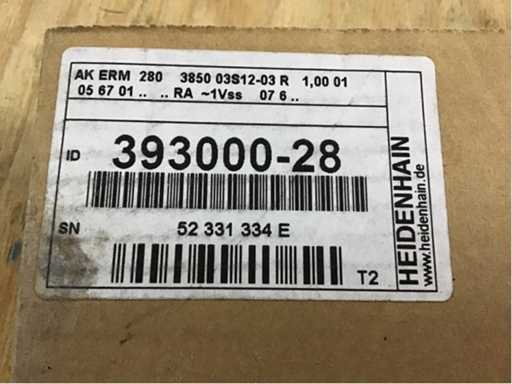 AK ERM 280 3850 03S12-03 R 1,00 01
05 67 01 .. .. RA ~1Vss 07 6 ..
ID 393000-28
SN 52 331 334 E
T2
HEIDENHAIN
www.heidenhain.de